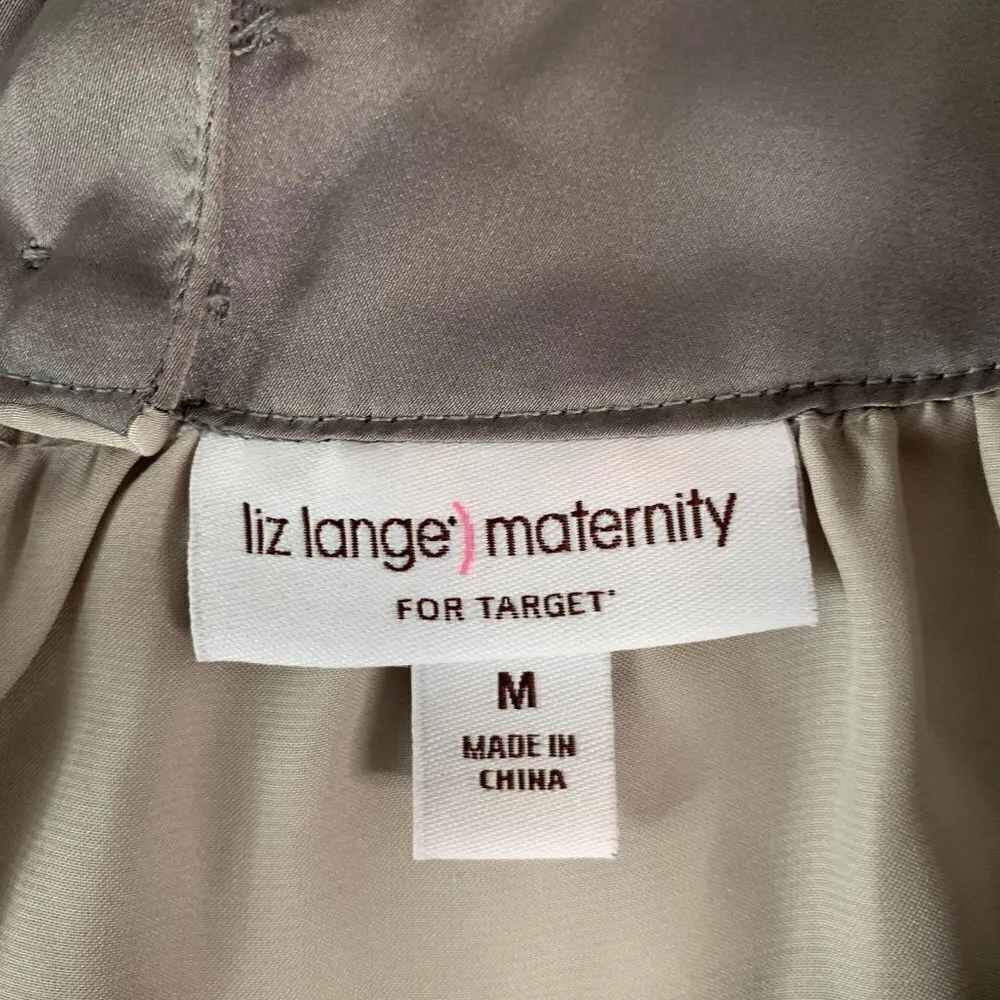 liz lange) maternity
FOR TARGET
M
MADE IN
CHINA